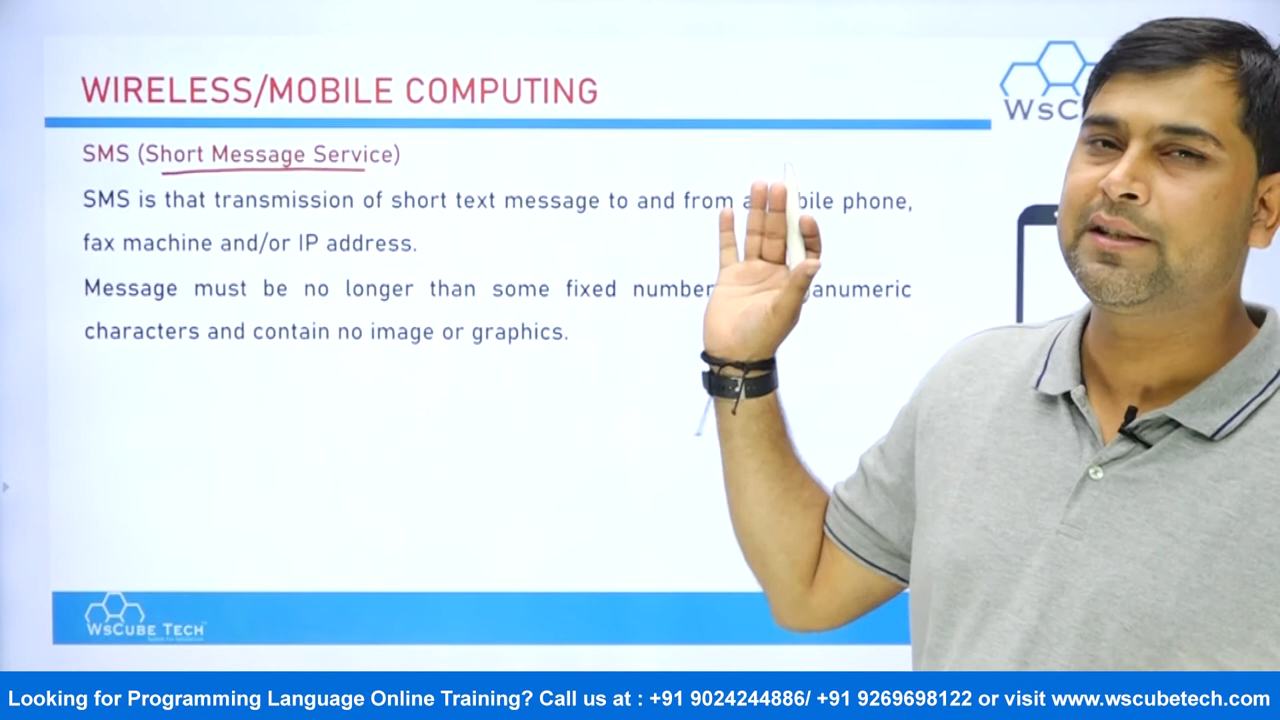 WIRELESS/MOBILE COMPUTING
WsC
SMS (Short Message Service)
SMS is that transmission of short text message to and from a phone,
fax machine and/or IP address.
Message must be no longer than some fixed number
characters and contain no image or graphics.
WSCUBE TECH
Looking for Programming Language Online Training? Call us at : +91 9024244886/ +91 9269698122 or visit www.wscubetech.com